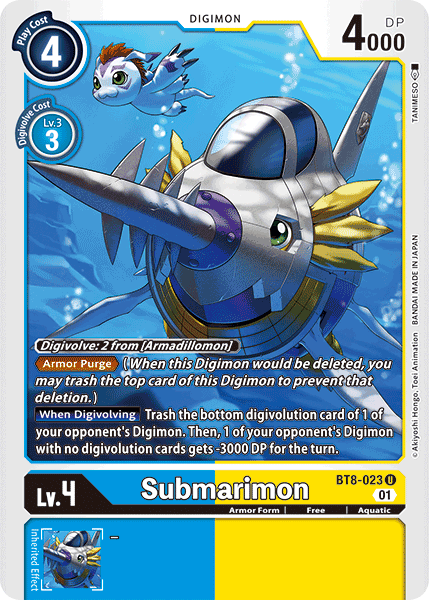 Play Cost
4
DIGIMON
DP
4000
Digivolve Cost
Lv.3
3
TANIMESO
© Akiyoshi Hongo, Toei Animation BANDAI MADE IN JAPAN
Digivolve: 2 from [Armadillomon]
Armor Purge (When this Digimon would be deleted, you
may trash the top card of this Digimon to prevent that
deletion.)
When Digivolving Trash the bottom digivolution card of 1 of
your opponent's Digimon. Then, 1 of your opponent's Digimon
with no digivolution cards gets -3000 DP for the turn.
Lv.4
Submarimon
BT8-023 U
01
Armor Form | Free | Aquatic
Inherited Effect
-